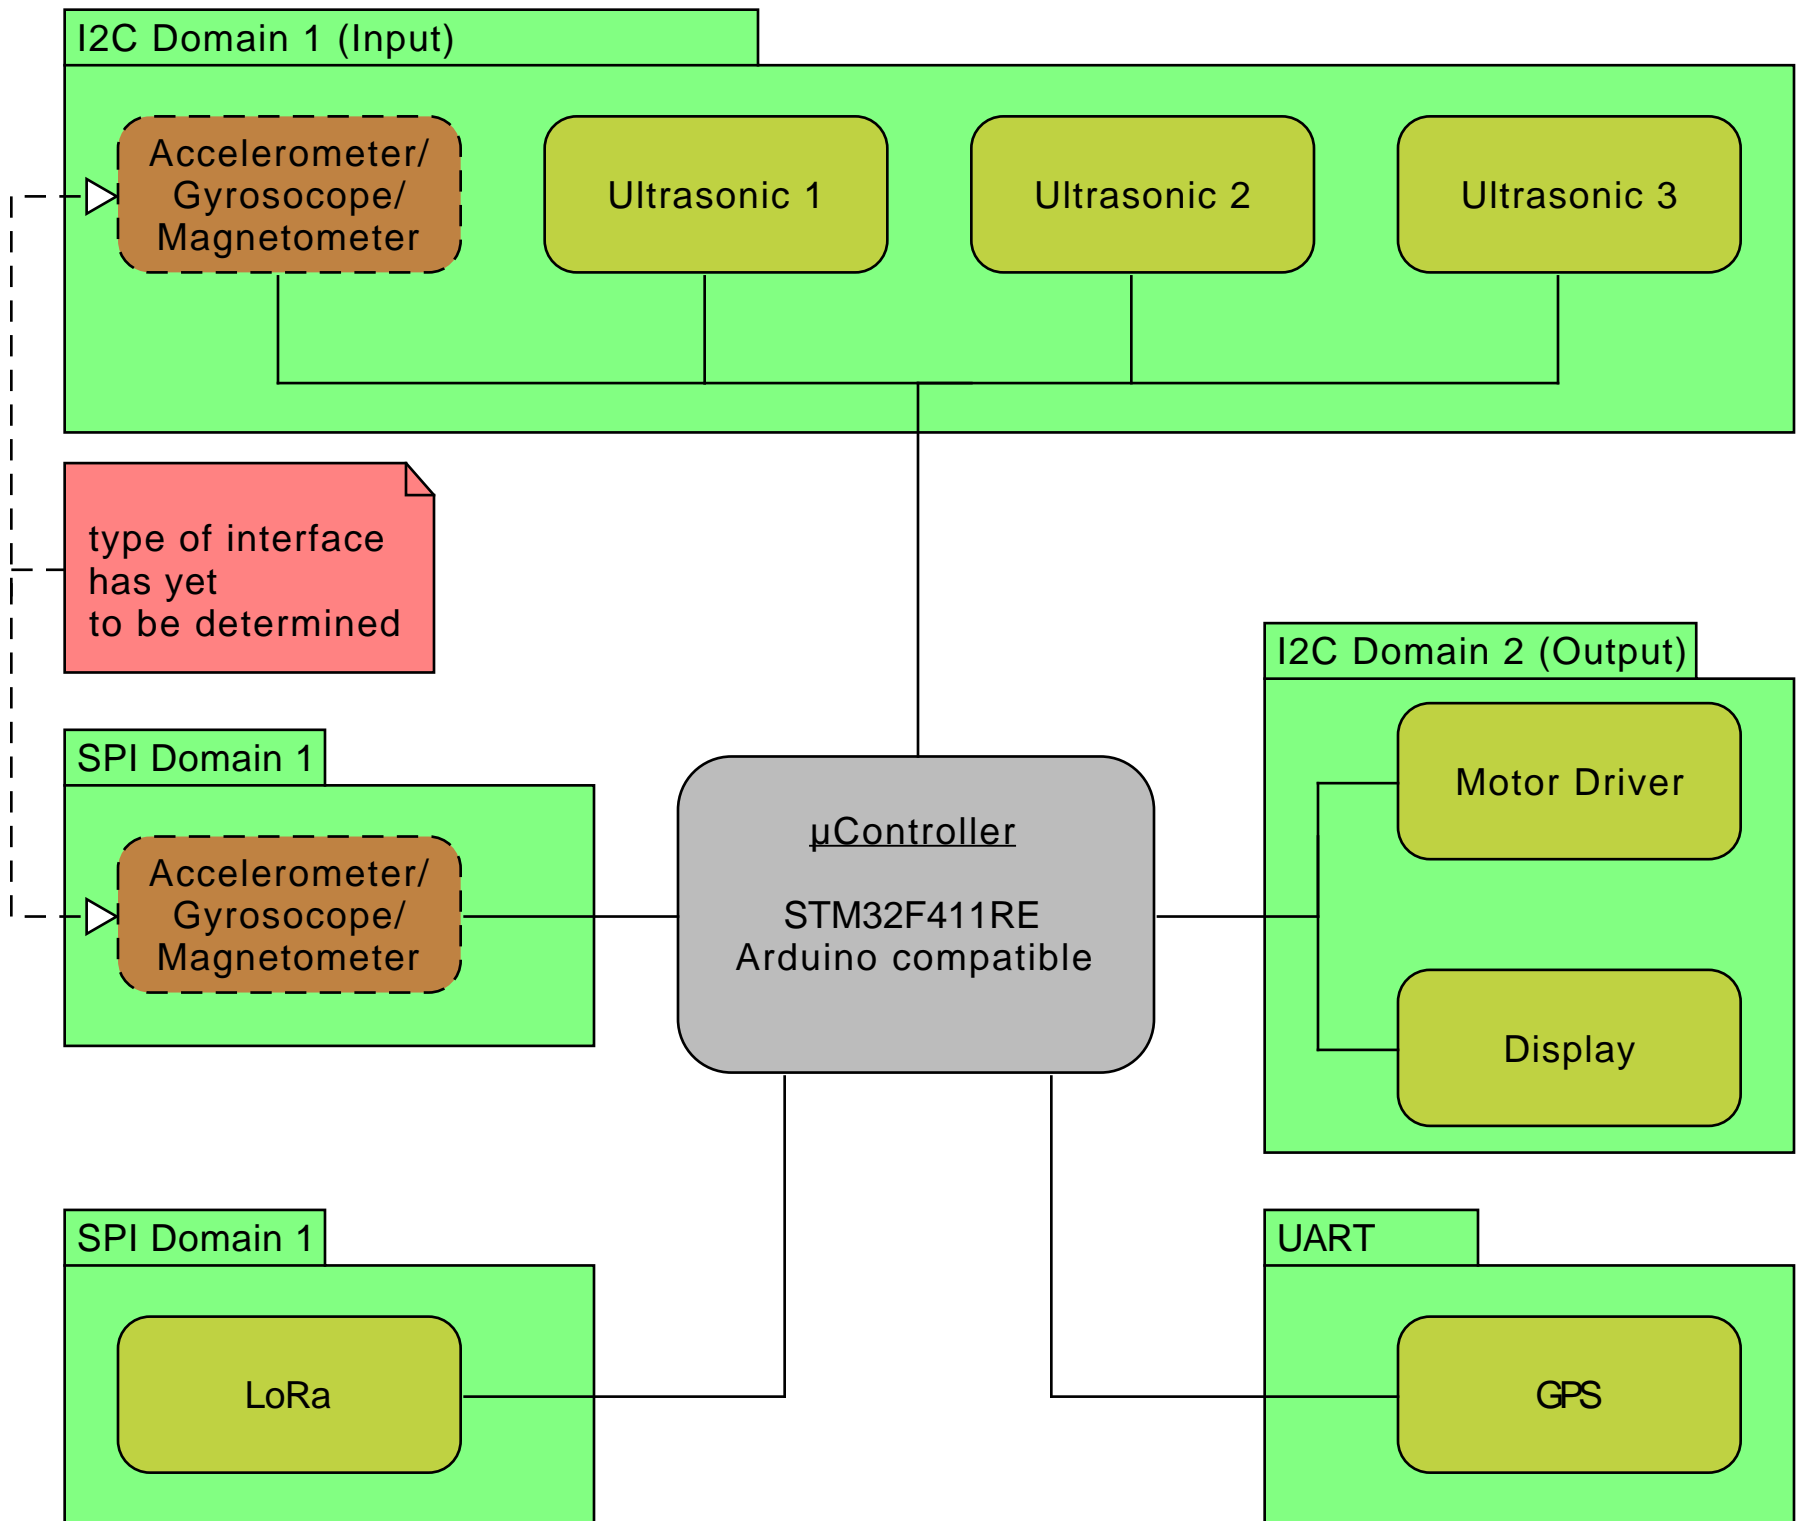 I2C Domain 1 (Input)
Accelerometer/
Gyrosocope/
Magnetometer
Ultrasonic 1
Ultrasonic 2
Ultrasonic 3
type of interface
has yet
to be determined
I2C Domain 2 (Output)
Motor Driver
Display
SPI Domain 1
Accelerometer/
Gyrosocope/
Magnetometer
µController
STM32F411RE
Arduino compatible
SPI Domain 1
LoRa
UART
GPS